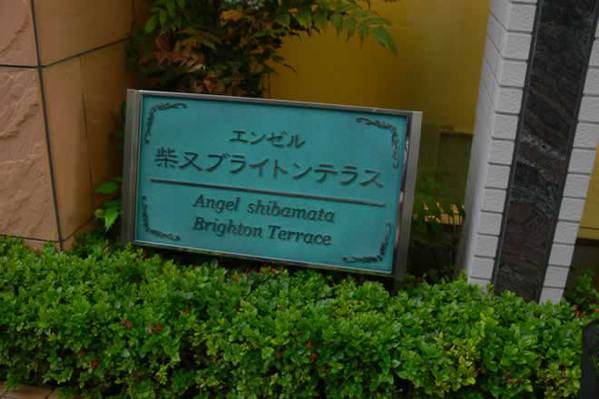 エンゼル
柴又ブライトンテラス
Angel shibamata
Brighton Terrace